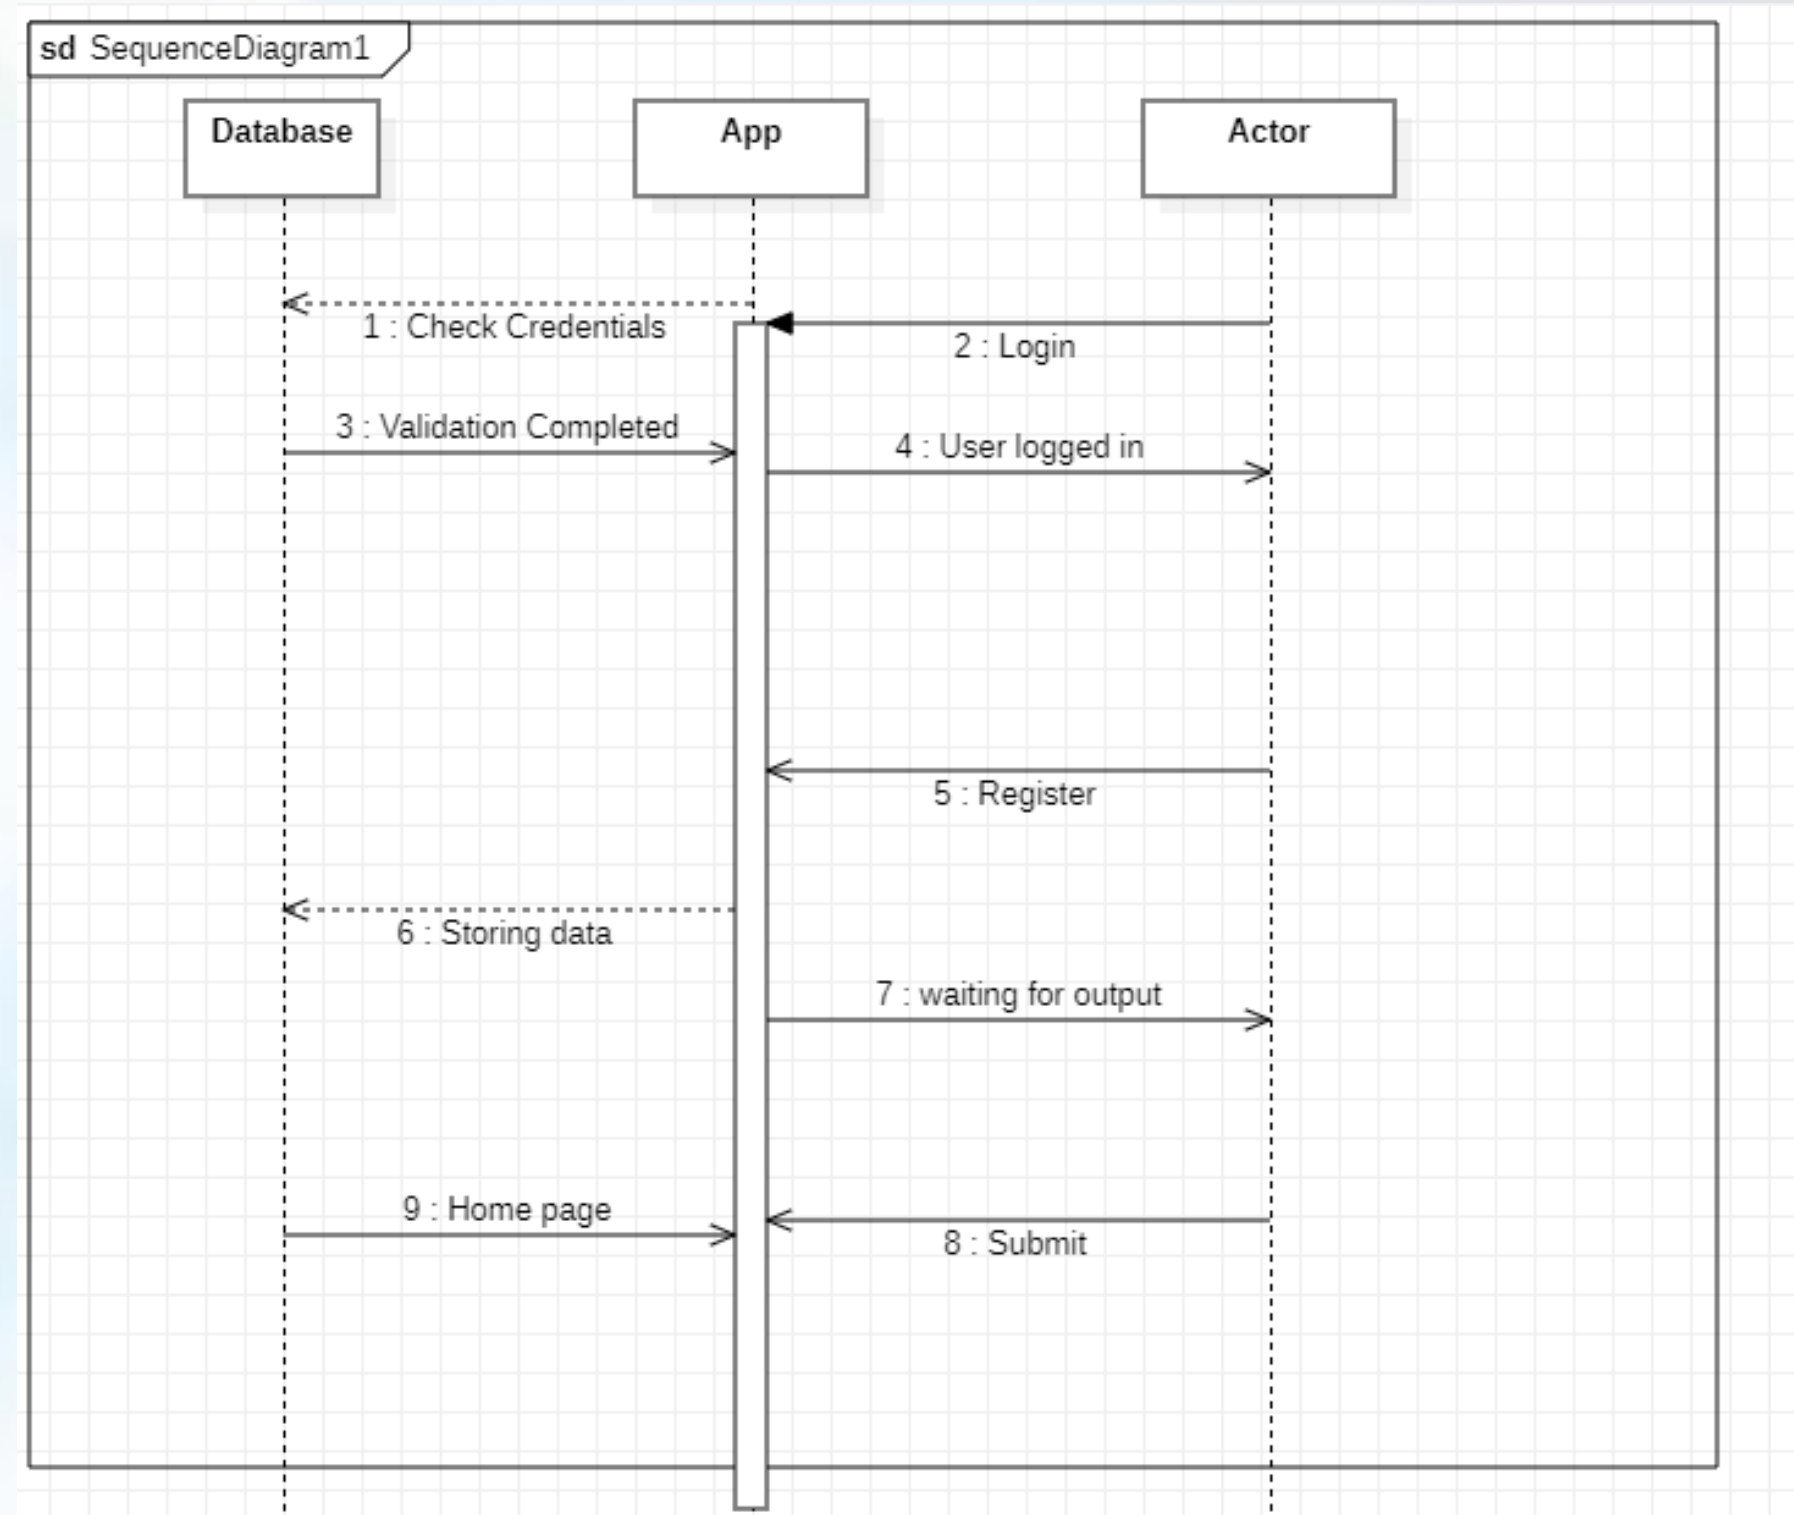 sd SequenceDiagram1
Database
App
Actor
1 : Check Credentials
2 : Login
3 : Validation Completed
4 : User logged in
5 : Register
6 : Storing data
7 : waiting for output
9 : Home page
8 : Submit